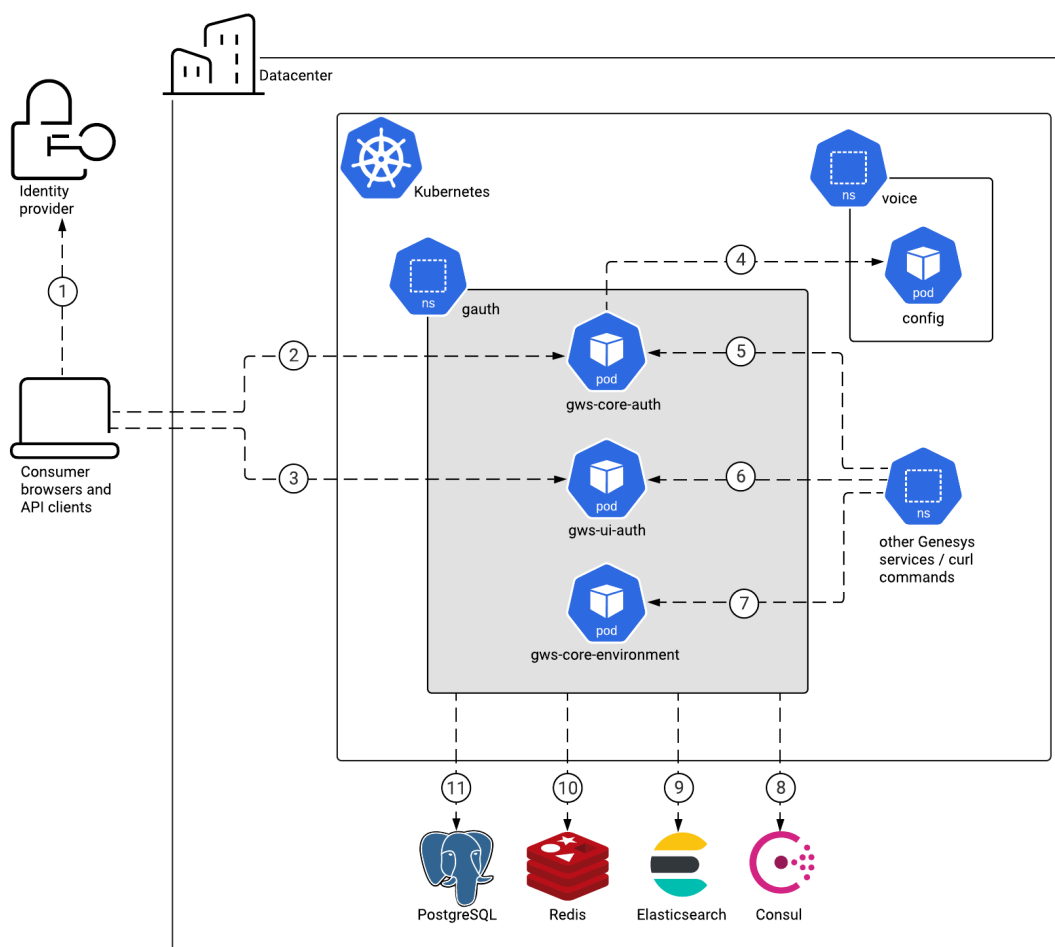 Datacenter
Identity
provider
Kubernetes
ns
voice
1
ns
gauth
4
pod
config
2
pod
gws-core-auth
5
Consumer
browsers and
API clients
3
pod
gws-ui-auth
6
ns
other Genesys
services / curl
commands
pod
gws-core-environment
7
11
10
9
8
PostgreSQL
Redis
Elasticsearch
Consul